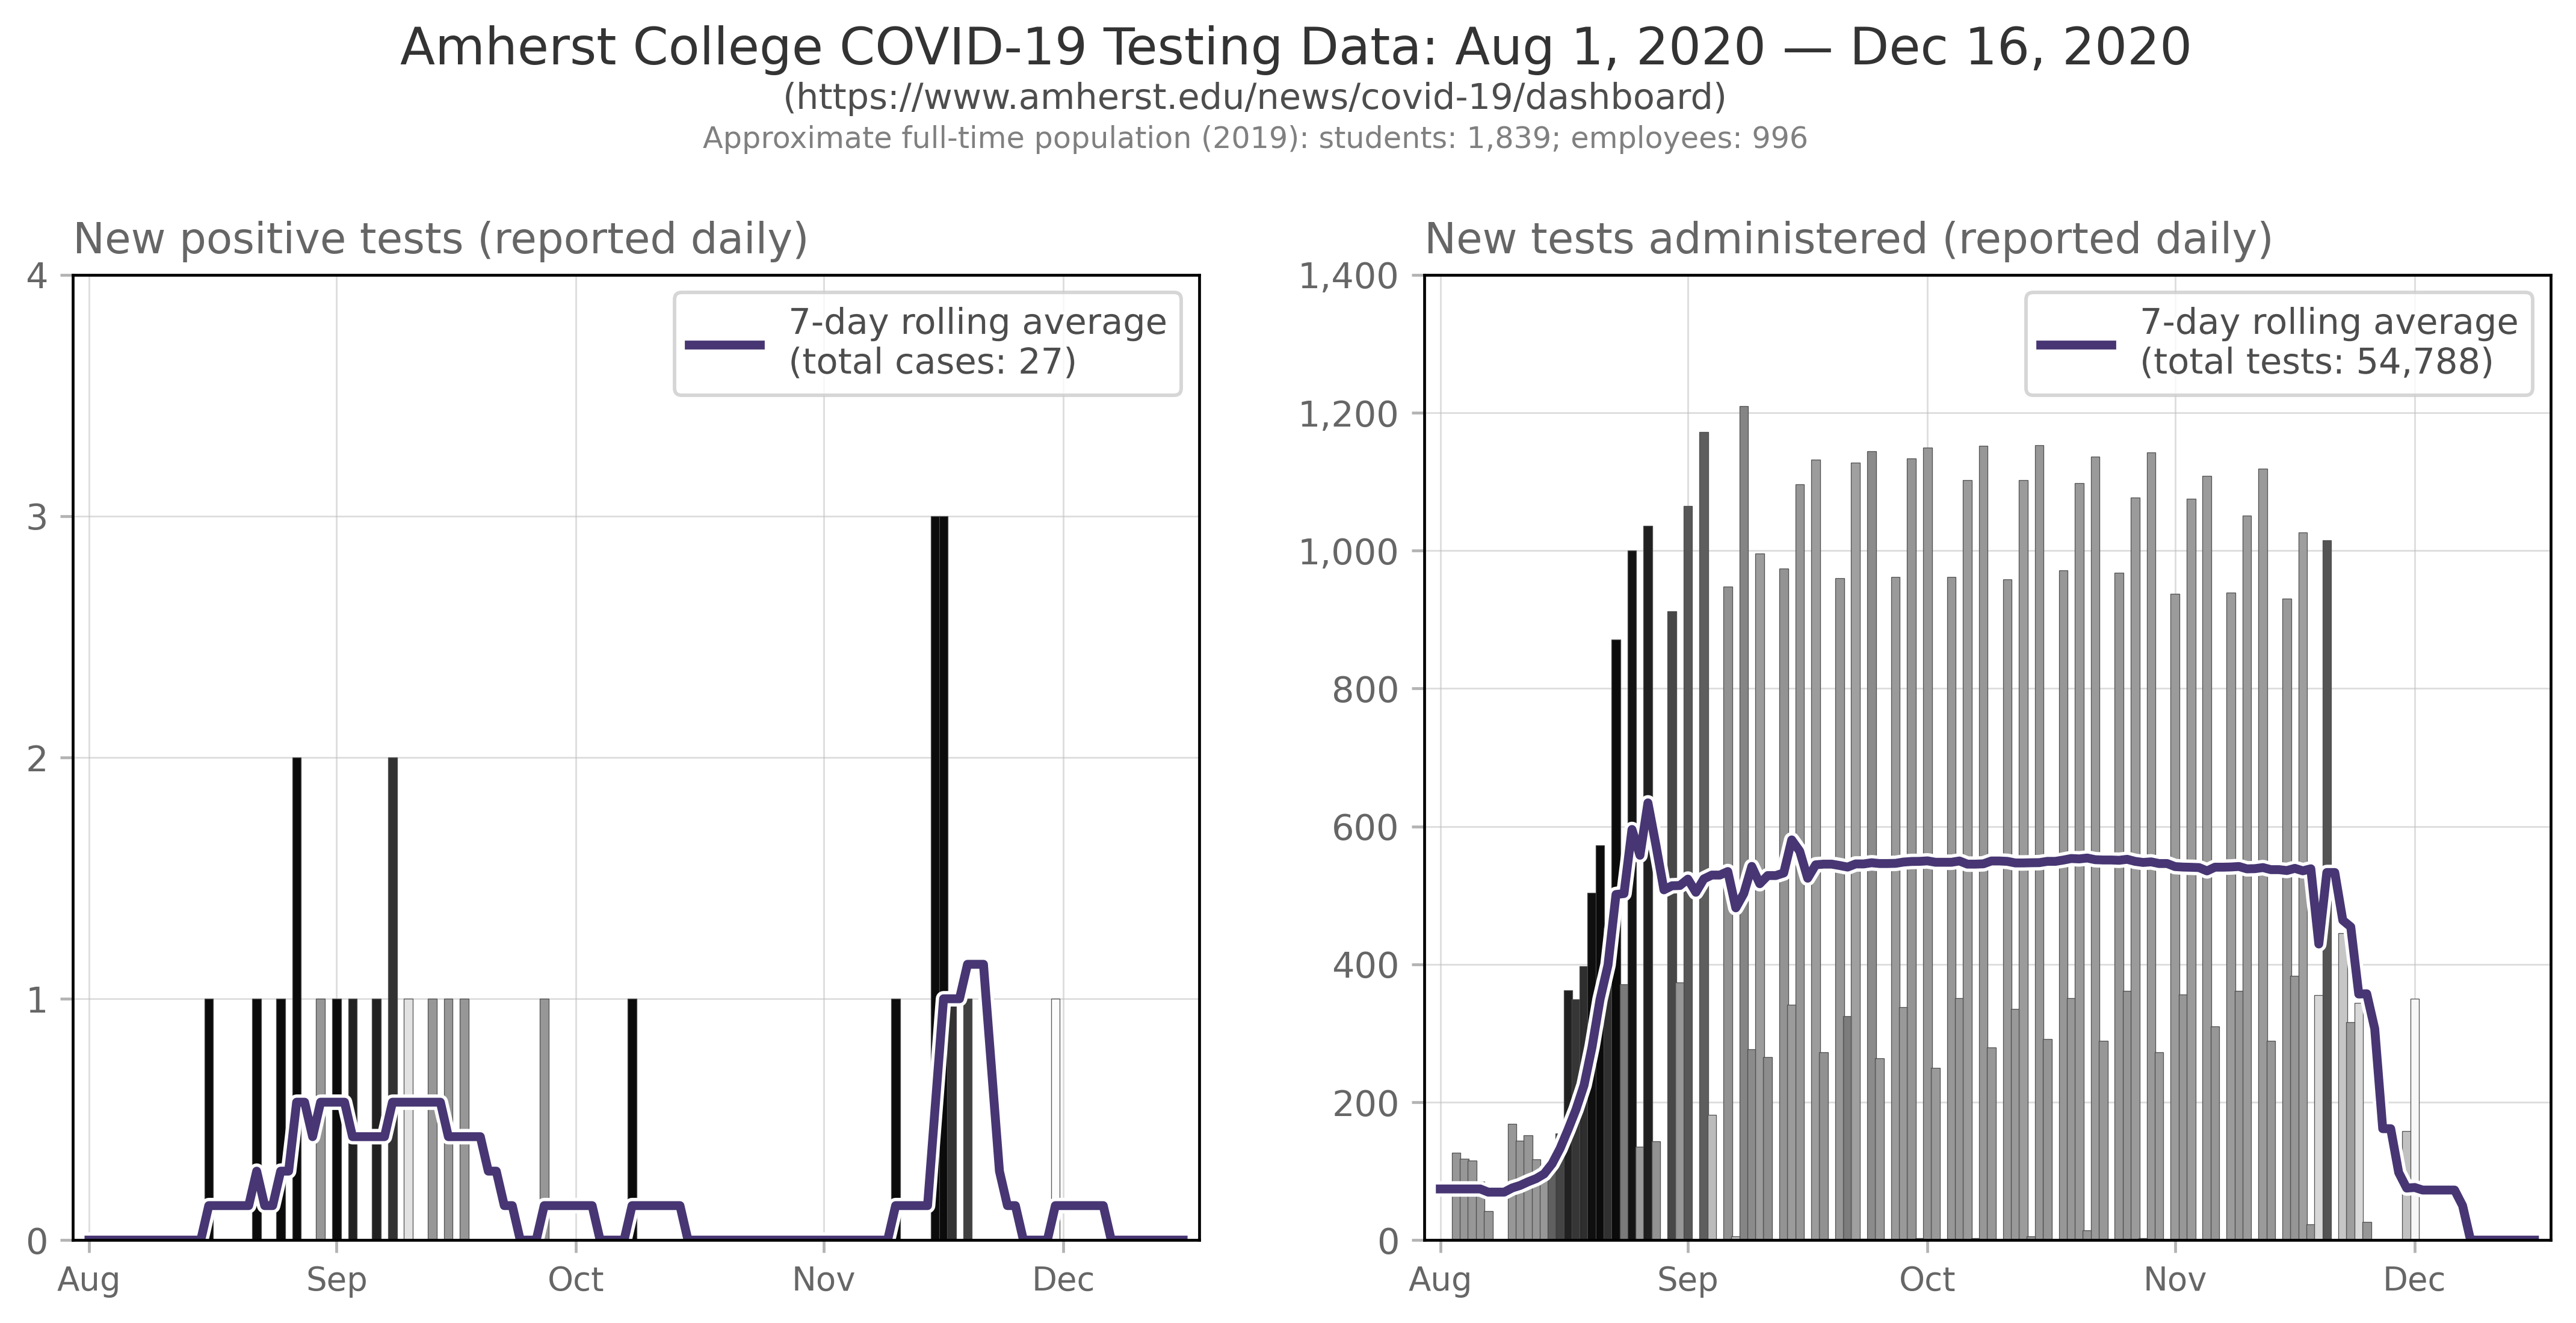 Amherst College COVID-19 Testing Data: Aug 1, 2020 — Dec 16, 2020
(https://www.amherst.edu/news/covid-19/dashboard)
Approximate full-time population (2019): students: 1,839; employees: 996
New positive tests (reported daily)
4
3
2
1
0
7-day rolling average
(total cases: 27)
Aug
Sep
Oct
Nov
Dec
New tests administered (reported daily)
1,400
1,200
1,000
800
600
400
200
0
7-day rolling average
(total tests: 54,788)
Aug
Sep
Oct
Nov
Dec